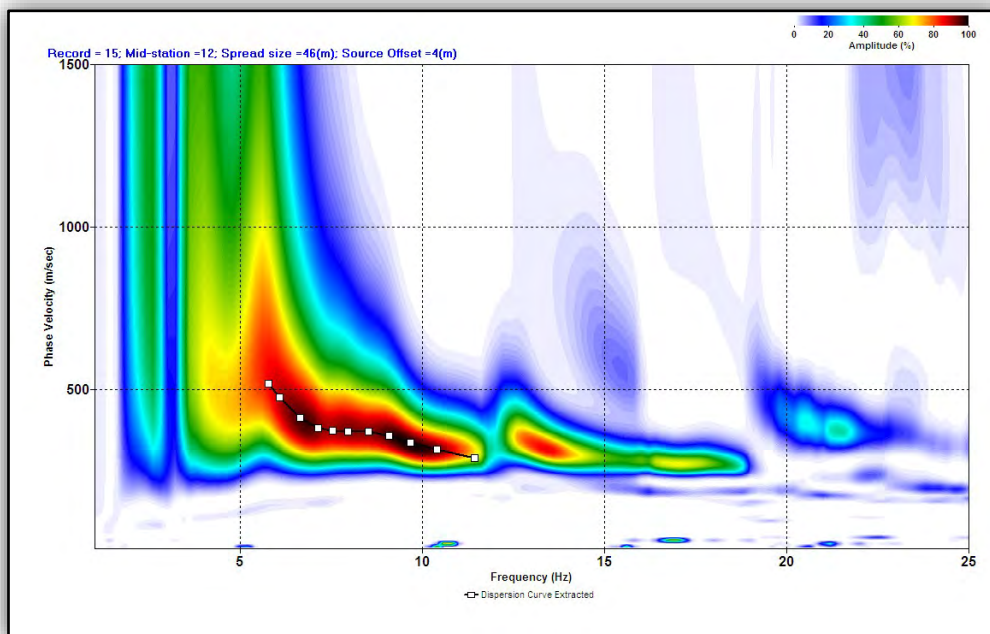 0 20 40 60 80 100
Amplitude (%)
Record = 15; Mid-station =12; Spread size =46(m); Source Offset =4(m)
1500
1000
500
Phase Velocity (m/sec)
5 10 15 20 25
Frequency (Hz)
Dispersion Curve Extracted